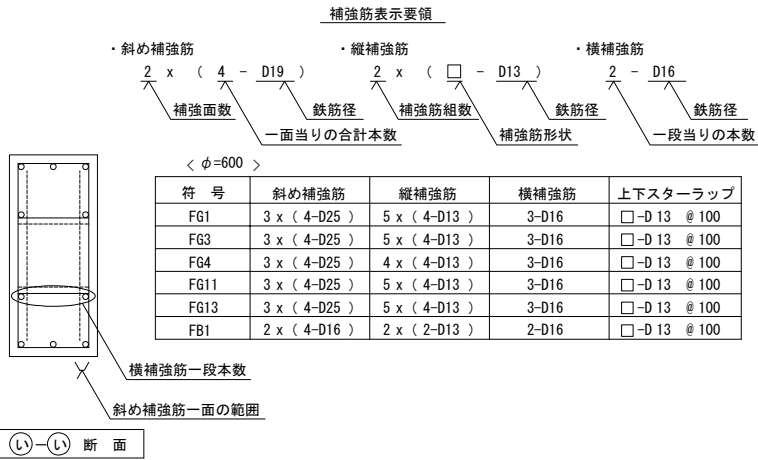 補強筋表示要領
・斜め補強筋 ・縦補強筋 ・横補強筋
2 x ( 4 - D19 ) 2 x ( □ - D13 ) 2 - D16
補強面数 鉄筋径 補強筋組数 鉄筋径 鉄筋径
一面当りの合計本数 補強筋形状 一段当りの本数
< φ=600 >
符 号 斜め補強筋 縦補強筋 横補強筋 上下スターラップ
FG1 3 x ( 4-D25 ) 5 x ( 4-D13 ) 3-D16 □-D13 @100
FG3 3 x ( 4-D25 ) 5 x ( 4-D13 ) 3-D16 □-D13 @100
FG4 3 x ( 4-D25 ) 4 x ( 4-D13 ) 3-D16 □-D13 @100
FG11 3 x ( 4-D25 ) 5 x ( 4-D13 ) 3-D16 □-D13 @100
FG13 3 x ( 4-D25 ) 5 x ( 4-D13 ) 3-D16 □-D13 @100
FB1 2 x ( 4-D16 ) 2 x ( 2-D13 ) 2-D16 □-D13 @100
横補強筋一段本数
斜め補強筋一面の範囲
い-い 断 面